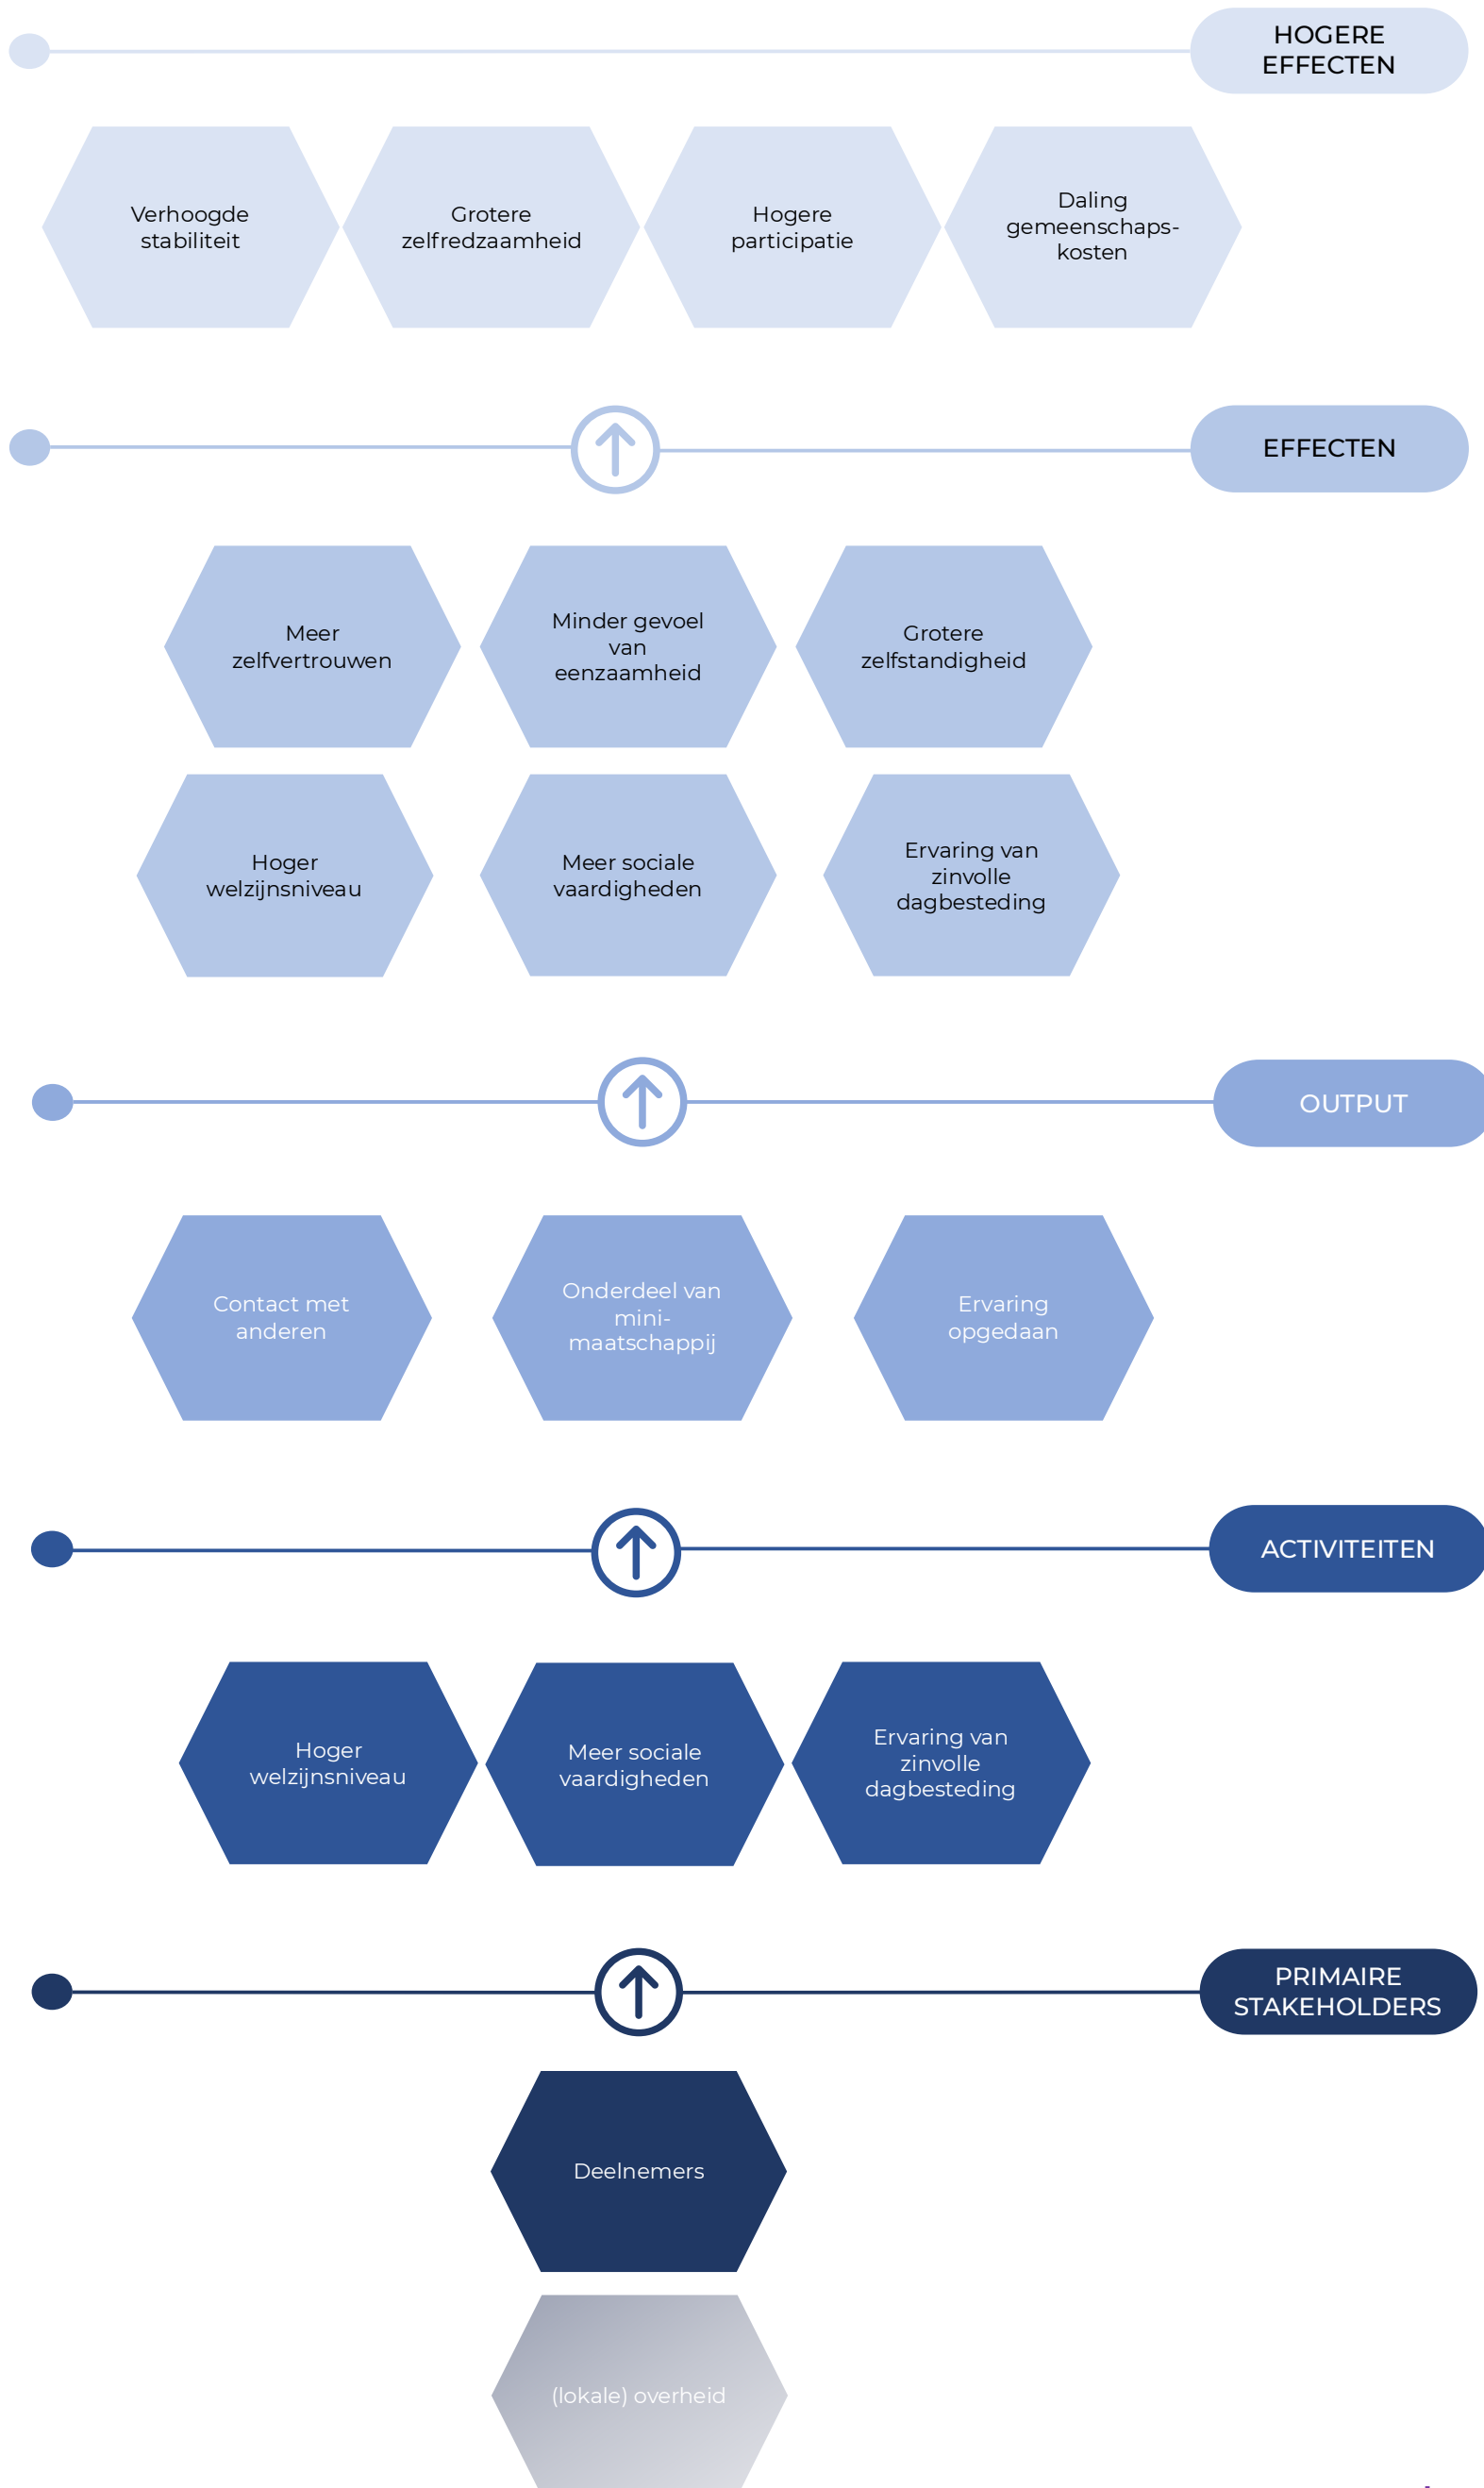 HOGERE
EFFECTEN
Verhoogde
stabiliteit
Grotere
zelfredzaamheid
Hogere
participatie
Daling
gemeenschaps-
kosten
EFFECTEN
Meer
zelfvertrouwen
Minder gevoel
van
eenzaamheid
Grotere
zelfstandigheid
Hoger
welzijnsniveau
Meer sociale
vaardigheden
Ervaring van
zinvolle
dagbesteding
OUTPUT
Contact met
anderen
Onderdeel van
mini-
maatschappij
Ervaring
opgedaan
ACTIVITEITEN
Hoger
welzijnsniveau
Meer sociale
vaardigheden
Ervaring van
zinvolle
dagbesteding
PRIMAIRE
STAKEHOLDERS
Deelnemers
(lokale) overheid